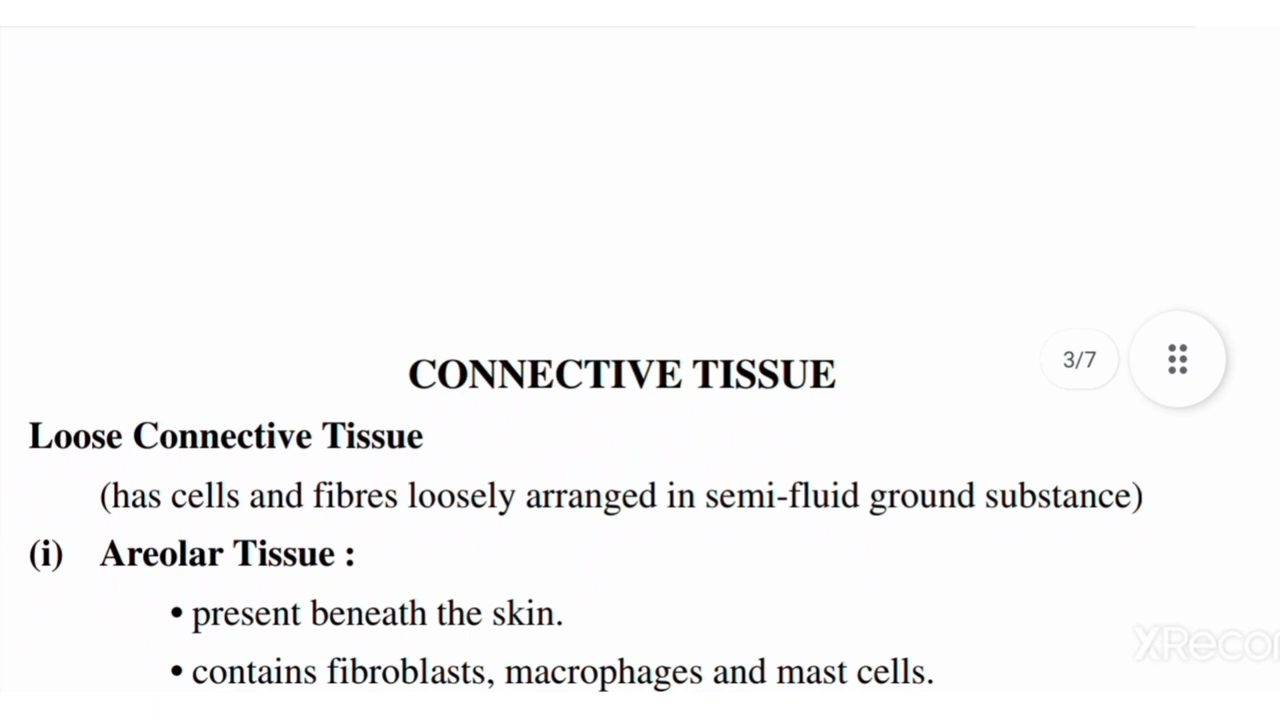 CONNECTIVE TISSUE
3/7
Loose Connective Tissue
(has cells and fibres loosely arranged in semi-fluid ground substance)
(i) Areolar Tissue :
• present beneath the skin.
XRecor
• contains fibroblasts, macrophages and mast cells.